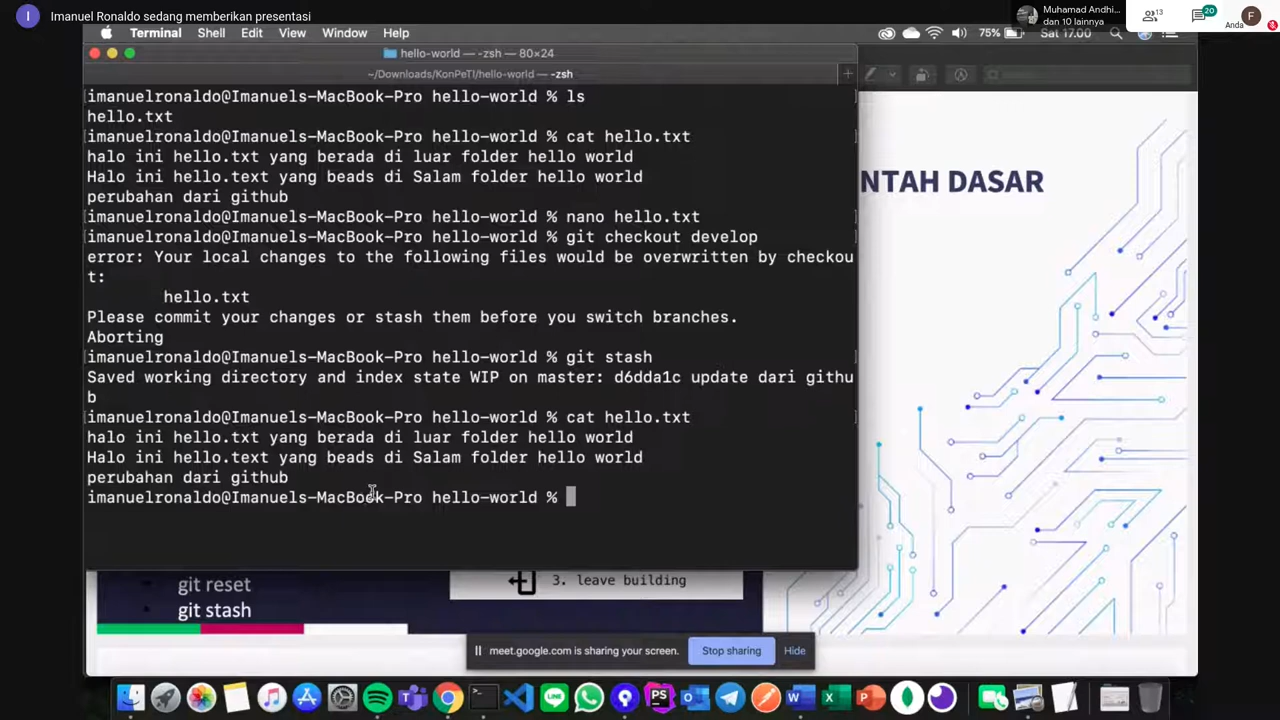 Imanuel Ronaldo sedang memberikan presentasi
Muhamad Andhi...
dan 10 lainnya
13
20
Anda
F
I
Terminal Shell Edit View Window Help
75% Sat 17.00
hello-world — -zsh — 80×24
~/Downloads/KonPeTI/hello-world — -zsh
imanuelronaldo@Imanuels-MacBook-Pro hello-world % ls
hello.txt
imanuelronaldo@Imanuels-MacBook-Pro hello-world % cat hello.txt
halo ini hello.txt yang berada di luar folder hello world
Halo ini hello.text yang beads di Salam folder hello world
perubahan dari github
imanuelronaldo@Imanuels-MacBook-Pro hello-world % nano hello.txt
imanuelronaldo@Imanuels-MacBook-Pro hello-world % git checkout develop
error: Your local changes to the following files would be overwritten by checkou
t:
hello.txt
Please commit your changes or stash them before you switch branches.
Aborting
imanuelronaldo@Imanuels-MacBook-Pro hello-world % git stash
Saved working directory and index state WIP on master: d6dda1c update dari githu
b
imanuelronaldo@Imanuels-MacBook-Pro hello-world % cat hello.txt
halo ini hello.txt yang berada di luar folder hello world
Halo ini hello.text yang beads di Salam folder hello world
perubahan dari github
imanuelronaldo@Imanuels-MacBook-Pro hello-world %
NTAH DASAR
git reset
git stash
3. leave building
meet.google.com is sharing your screen.
Stop sharing
Hide